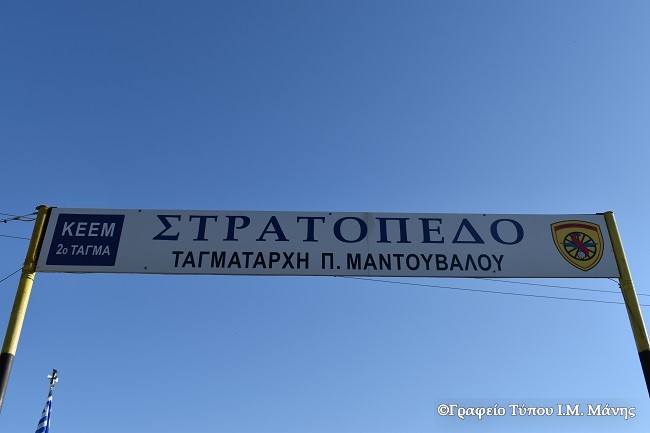 ΚΕΕΜ
2ο ΤΑΓΜΑ
ΣΤΡΑΤΟΠΕΔΟ
ΤΑΓΜΑΤΑΡΧΗ Π. ΜΑΝΤΟΥΒΑΛΟΥ
©Γραφείο Τύπου Ι.Μ. Μάνης